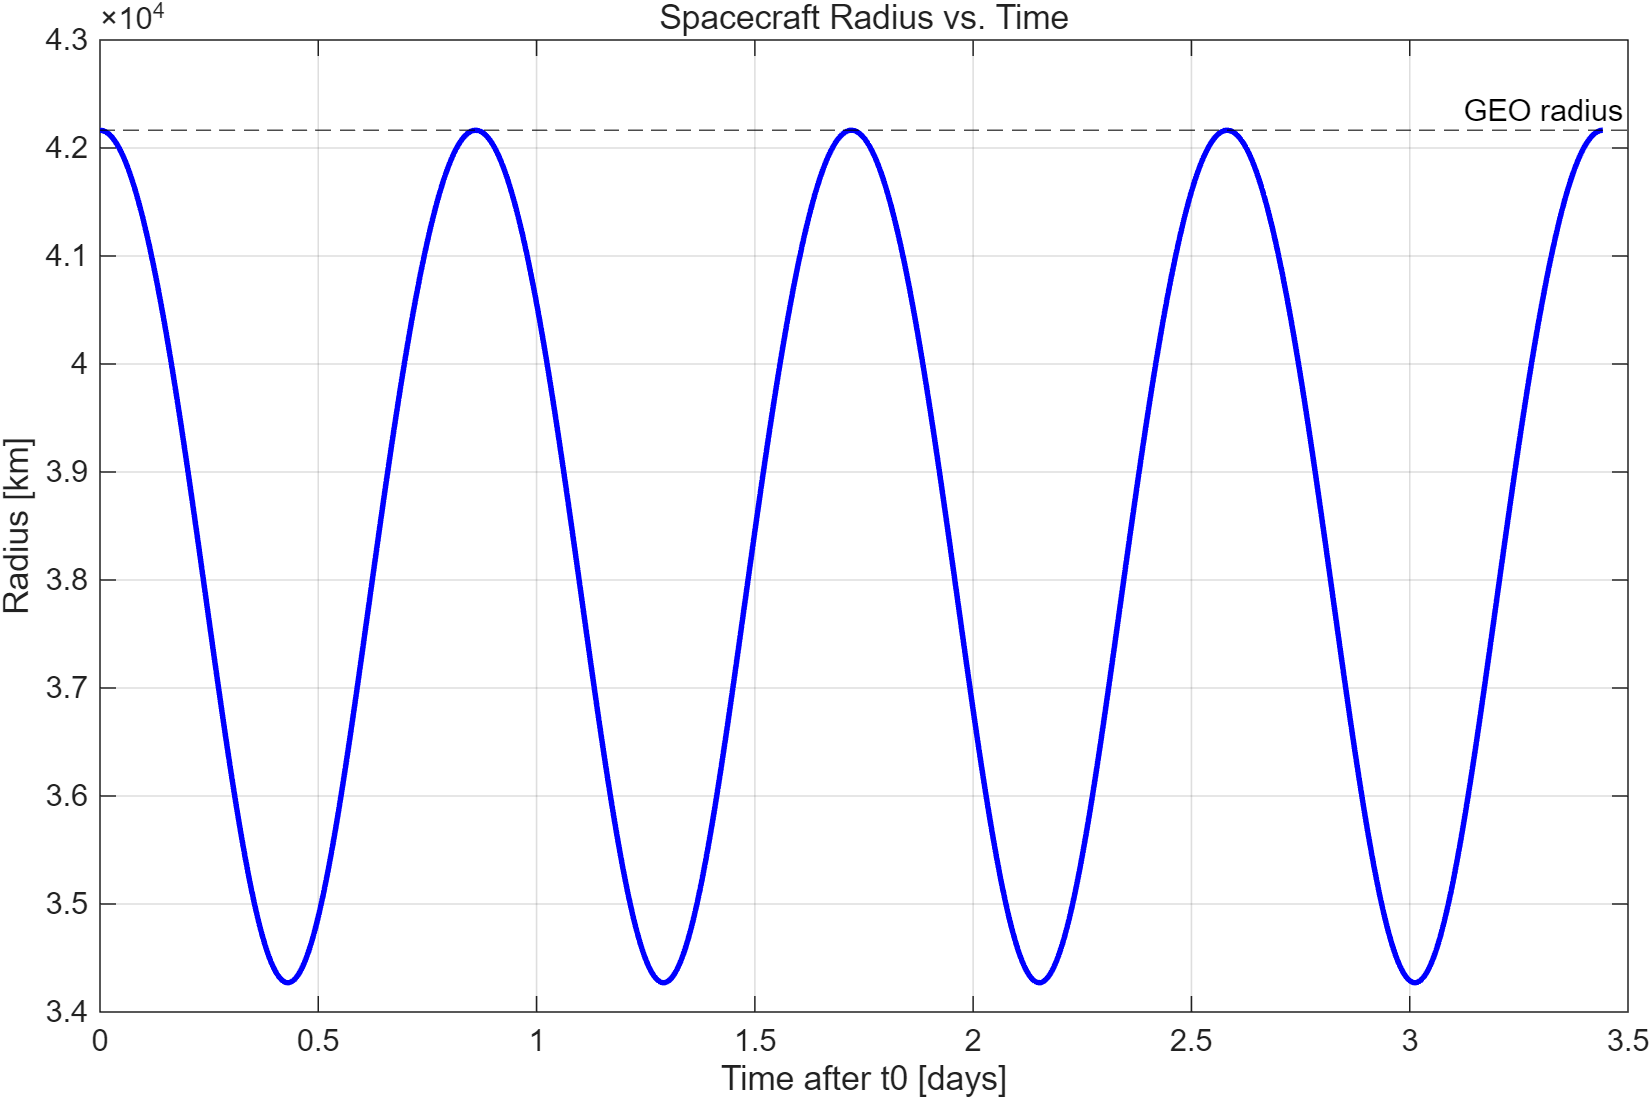 Spacecraft Radius vs. Time
×10⁴
4.3
4.2
4.1
4
3.9
3.8
3.7
3.6
3.5
3.4
Radius [km]
GEO radius
0 0.5 1 1.5 2 2.5 3 3.5
Time after t0 [days]